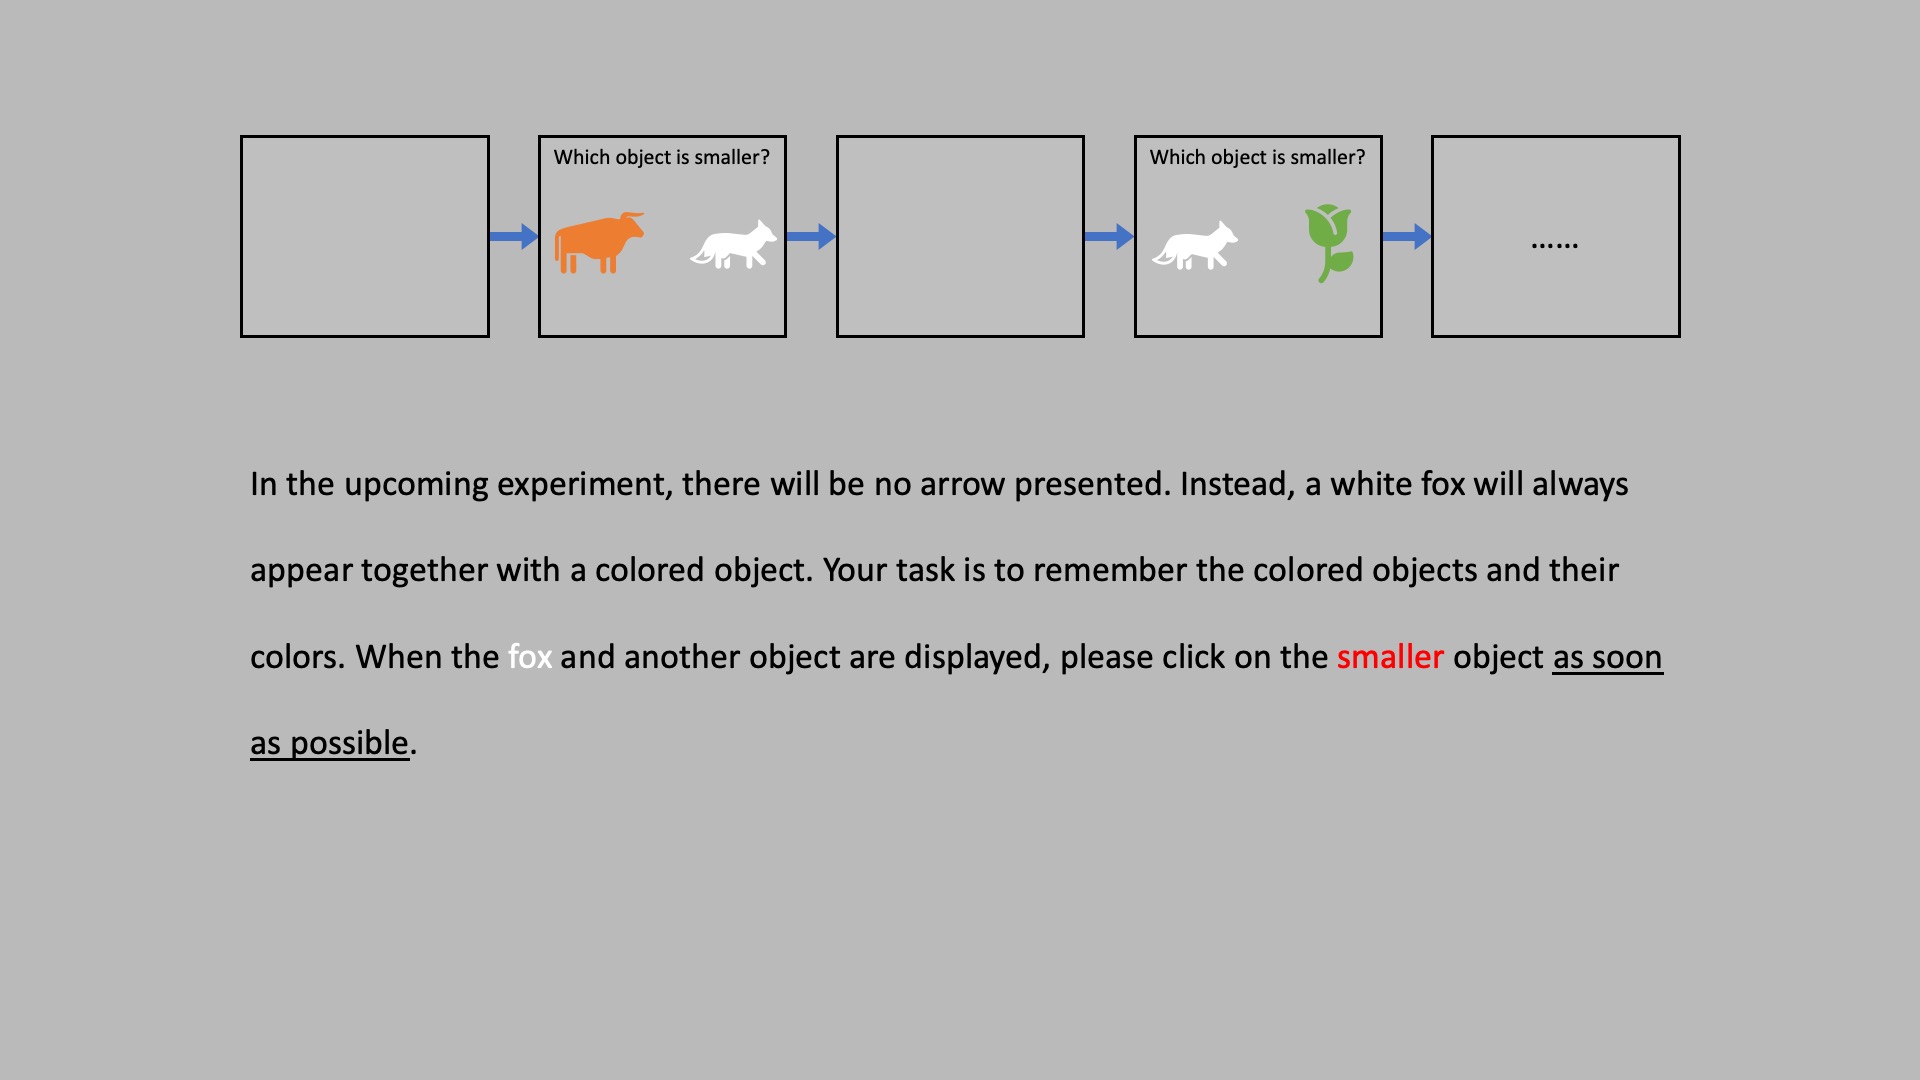 Which object is smaller?
Which object is smaller?
......
In the upcoming experiment, there will be no arrow presented. Instead, a white fox will always
appear together with a colored object. Your task is to remember the colored objects and their
colors. When the fox and another object are displayed, please click on the smaller object as soon
as possible.